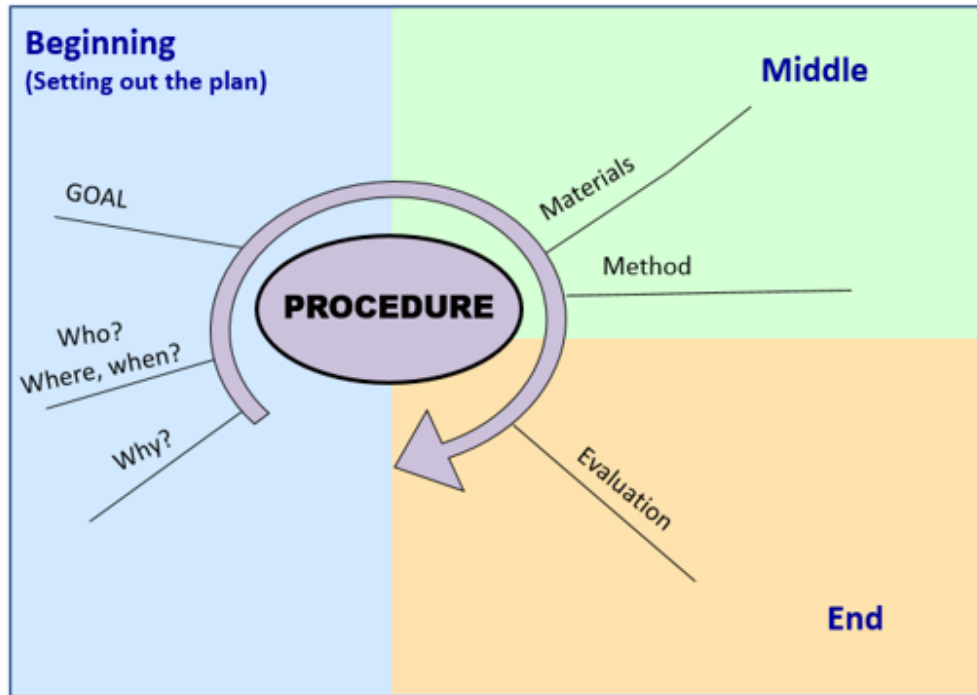 Beginning
(Setting out the plan)
GOAL
Who?
Where, when?
Why?
PROCEDURE
Middle
Materials
Method
Evaluation
End